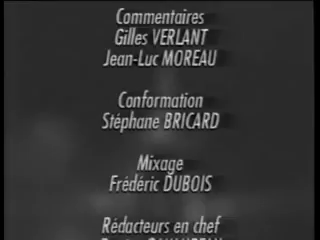 Commentaires
Gilles VERLANT
Jean-Luc MOREAU
Conformation
Stéphane BRICARD
Mixage
Frédéric DUBOIS
Rédacteurs en chef